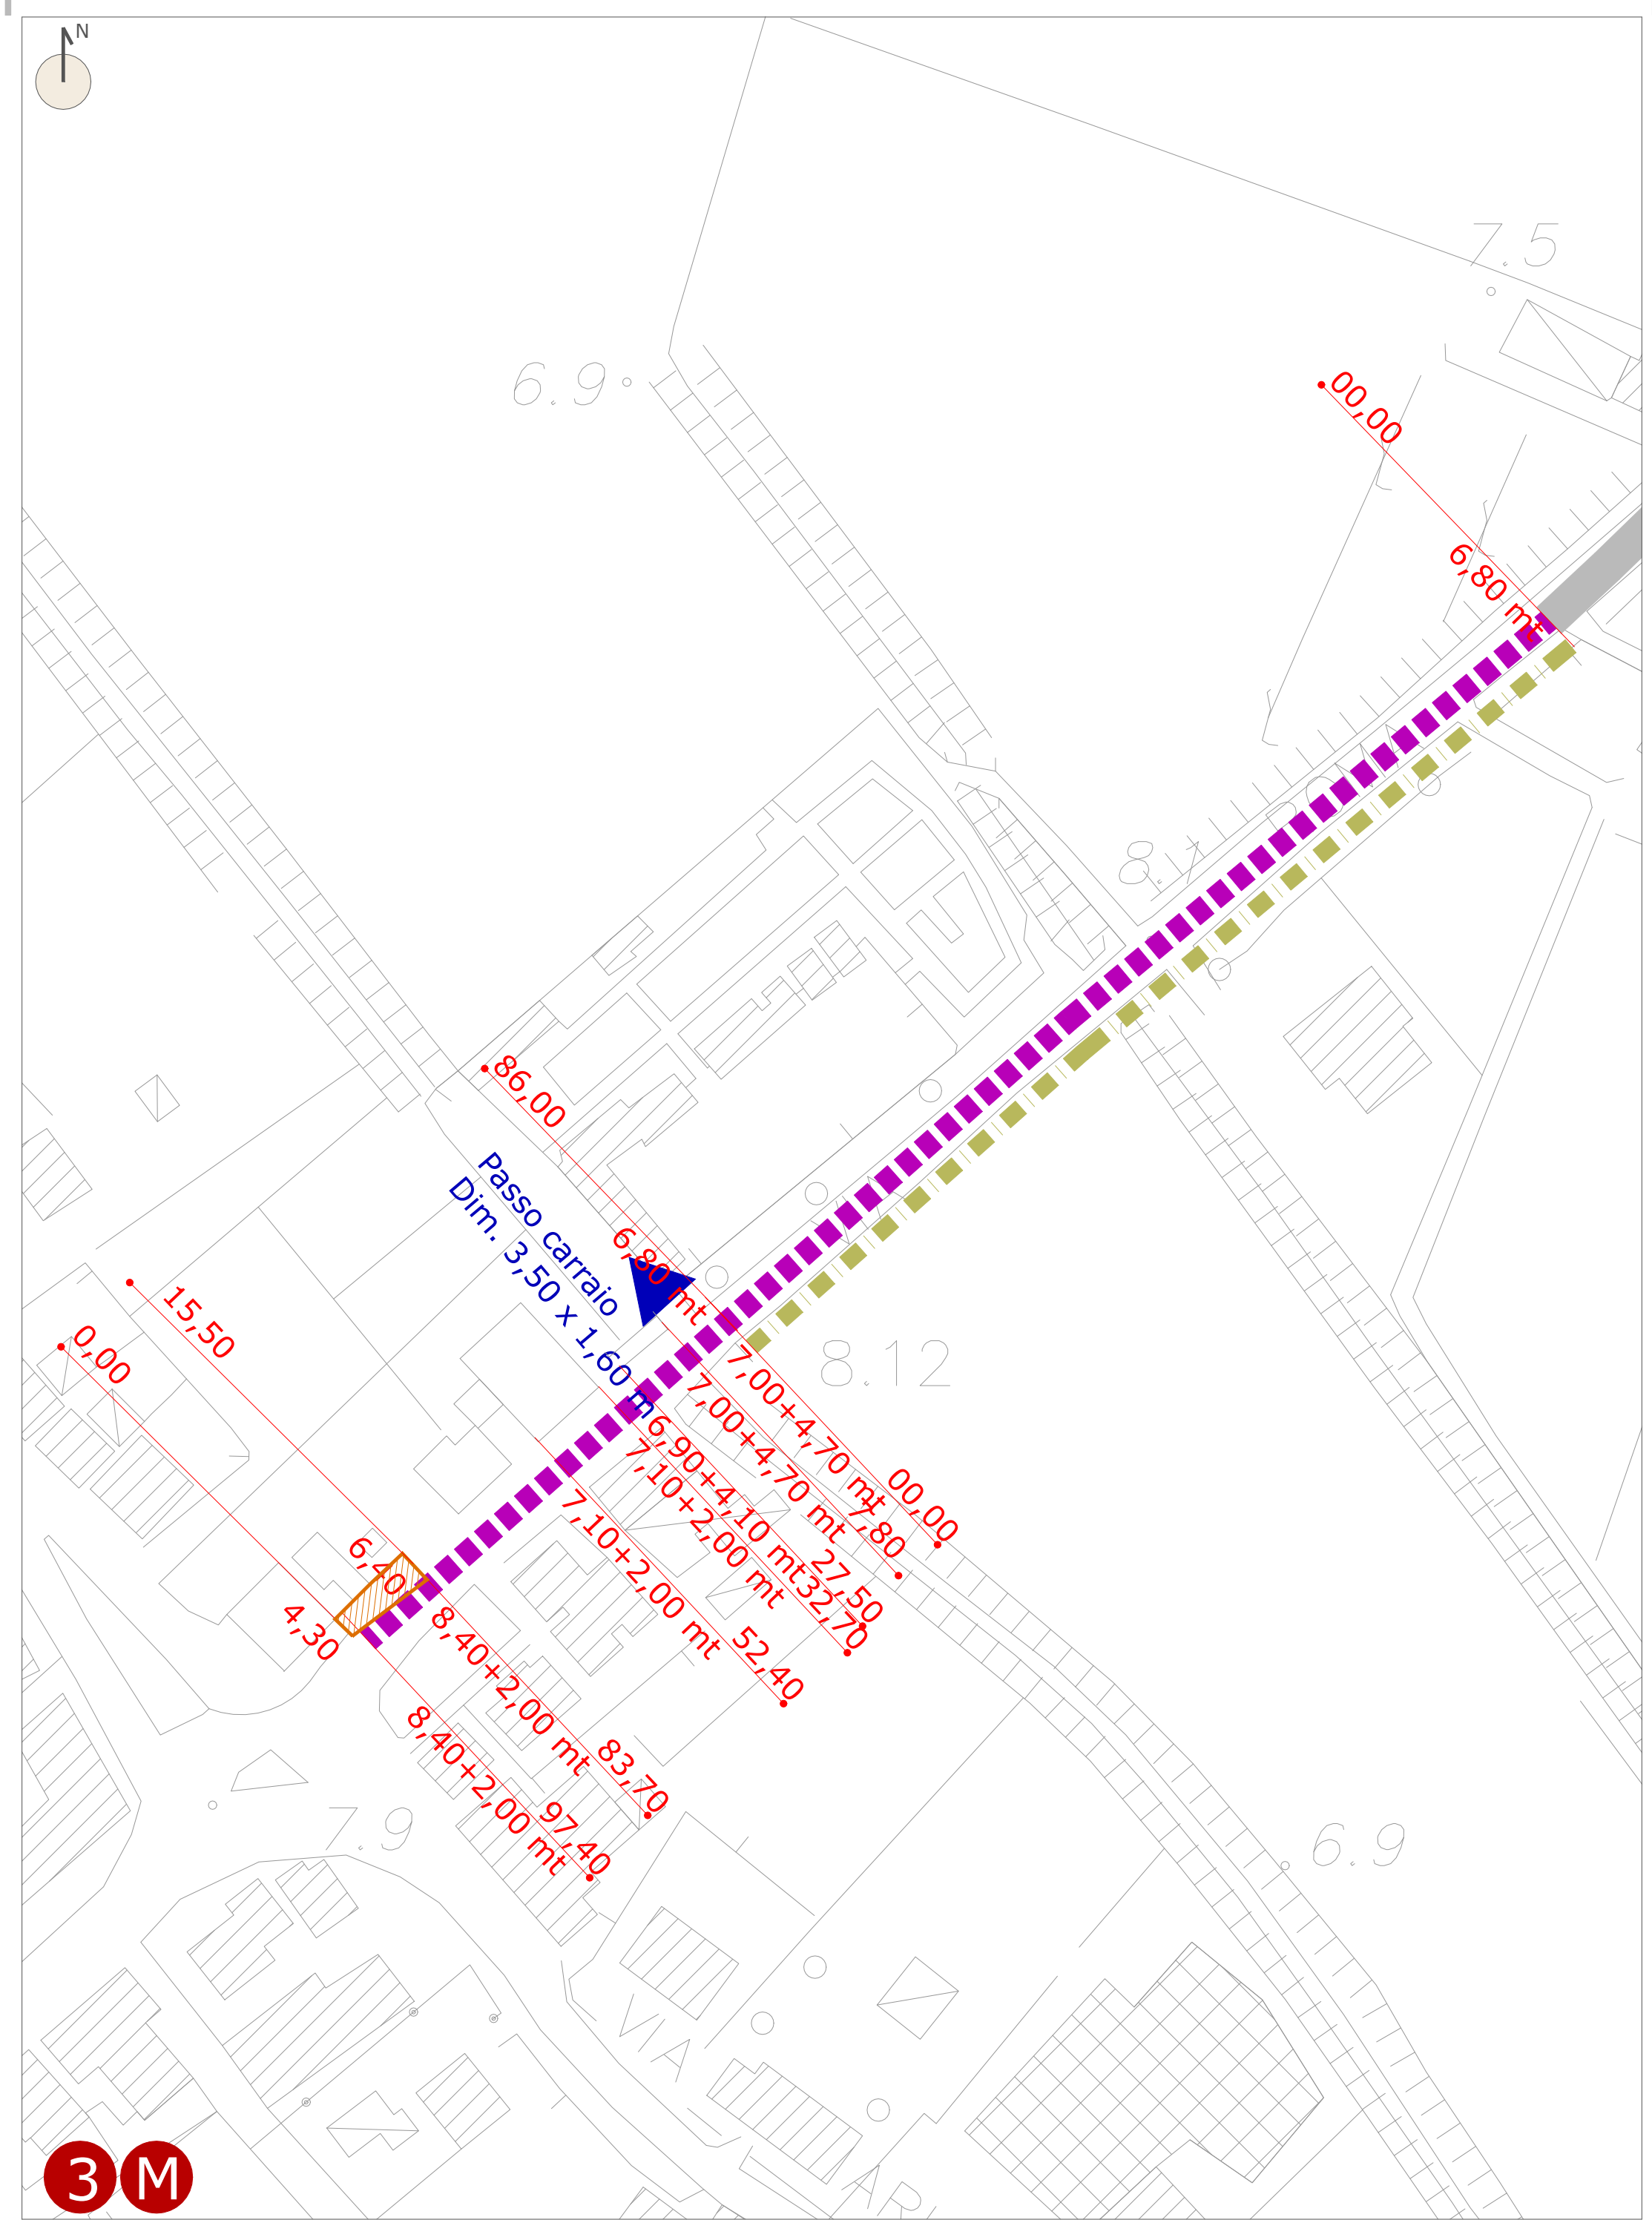 N
7.5
6.9
00,00
6,80 mt
8.1
86,00
Passo carraio
Dim. 3,50 x 1,60 m
6,80 mt
15,50
0,00
8.12
7,00+4,70 mt
00,00
7,00+4,70 mt
7,80
6,90+4,10 mt
27,50
7,10+2,00 mt
32,70
7,10+2,00 mt
52,40
6,40
4,30
8,40+2,00 mt
83,70
8,40+2,00 mt
97,40
7.9
6.9
VIA
3 M